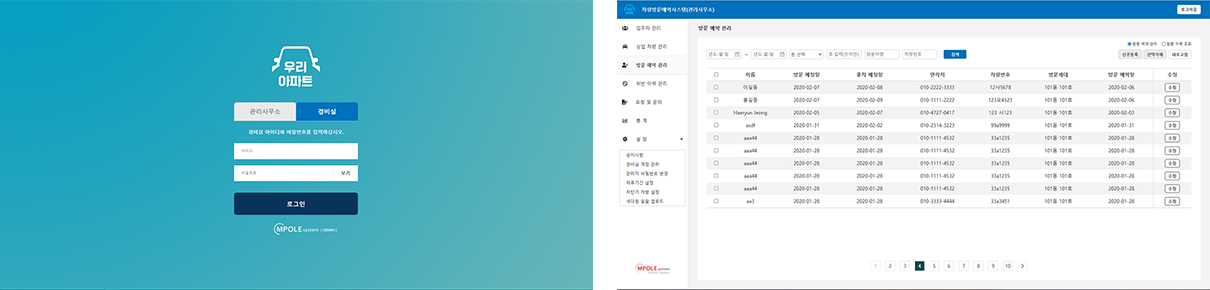 우리
아파트
관리사무소 경비실
경비실 아이디와 비밀번호를 입력하십시오.
아이디
비밀번호 보기
로그인
MPOLE system | ADMIN |
차량방문예약시스템(관리사무소) 로그아웃
입주자 관리
상업 차량 관리
방문 예약 관리
위반 이력 관리
요청 및 문의
통 계
설 정
공지사항
경비실 계정 관리
관리자 비밀번호 변경
차단기 개방 설정
세대원 일괄 업로드
MPOLE system
방문 예약 관리
방문 예약 관리 방문 이력 조회
연도-월-일 ~ 연도-월-일 동 선택 호 입력(숫자만) 방문차량 차량번호 검색
신규등록 선택삭제 새로고침
이름 방문 예정일 출차 예정일 연락처 차량번호 방문세대 방문 예약일 수정
이길동 2020-02-07 2020-02-08 010-2222-3333 12사5678 101동 101호 2020-02-06 수정
홍길동 2020-02-07 2020-02-09 010-1111-2222 123호4523 101동 101호 2020-02-06 수정
Haeryun Jeong 2020-02-05 2020-02-07 010-4727-0417 123 사123 101동 101호 2020-02-03 수정
asdf 2020-01-31 2020-02-02 010-2314-3223 99a9999 101동 101호 2020-01-31 수정
aaa44 2020-01-28 2020-01-28 010-1111-4532 33a1235 101동 101호 2020-01-28 수정
aaa44 2020-01-28 2020-01-28 010-1111-4532 33a1235 101동 101호 2020-01-28 수정
aaa44 2020-01-28 2020-01-28 010-1111-4532 33a1235 101동 101호 2020-01-28 수정
aaa44 2020-01-28 2020-01-28 010-1111-4532 33a1235 101동 101호 2020-01-28 수정
aaa44 2020-01-28 2020-01-28 010-1111-4532 33a1235 101동 101호 2020-01-28 수정
aa3 2020-01-28 2020-01-28 010-3333-4444 33a3451 101동 101호 2020-01-28 수정
1 2 3 4 5 6 7 8 9 10 >